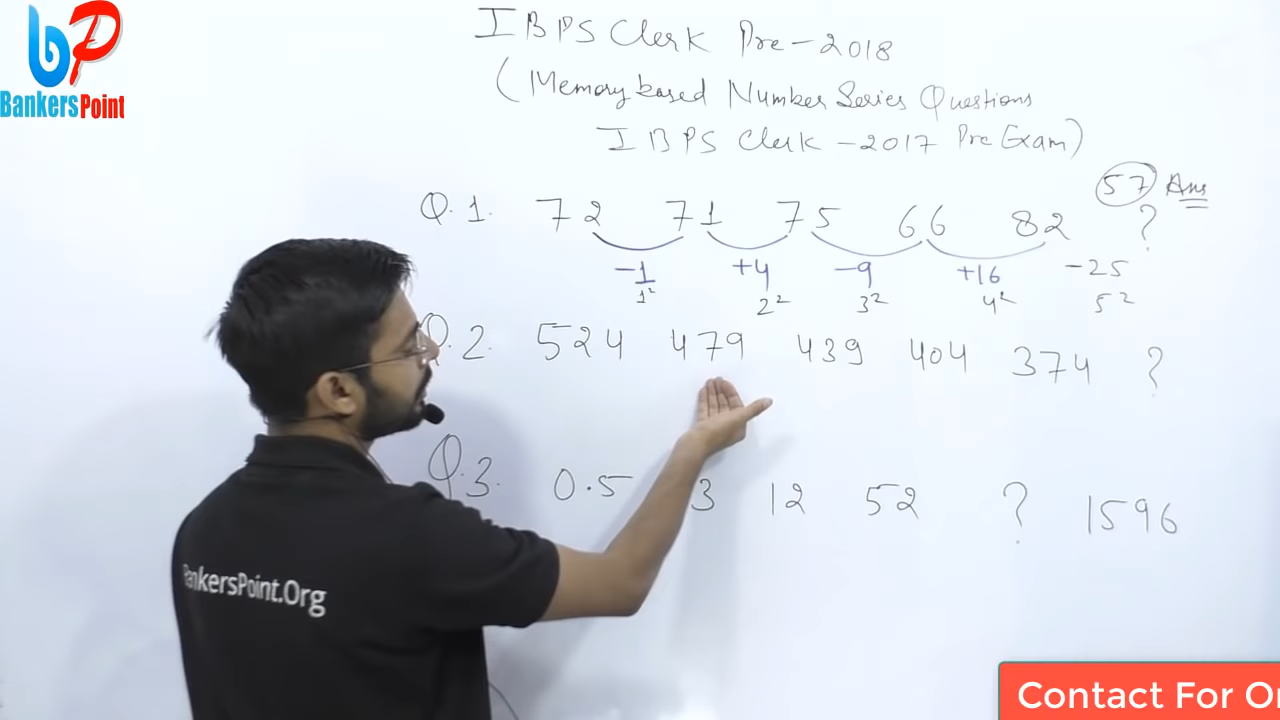 bp
BankersPoint
IBPS Clerk Pre-2018
(Memory based Number Series Questions
IBPS Clerk -2017 Pre Exam)
57 Ans
Q.1. 72 71 75 66 82 ?
-1 +4 -9 +16 -25
1² 2² 3² 4² 5²
Q.2. 524 479 439 404 374 ?
Q.3. 0.5 3 12 52 ? 1596
BankersPoint.Org
Contact For